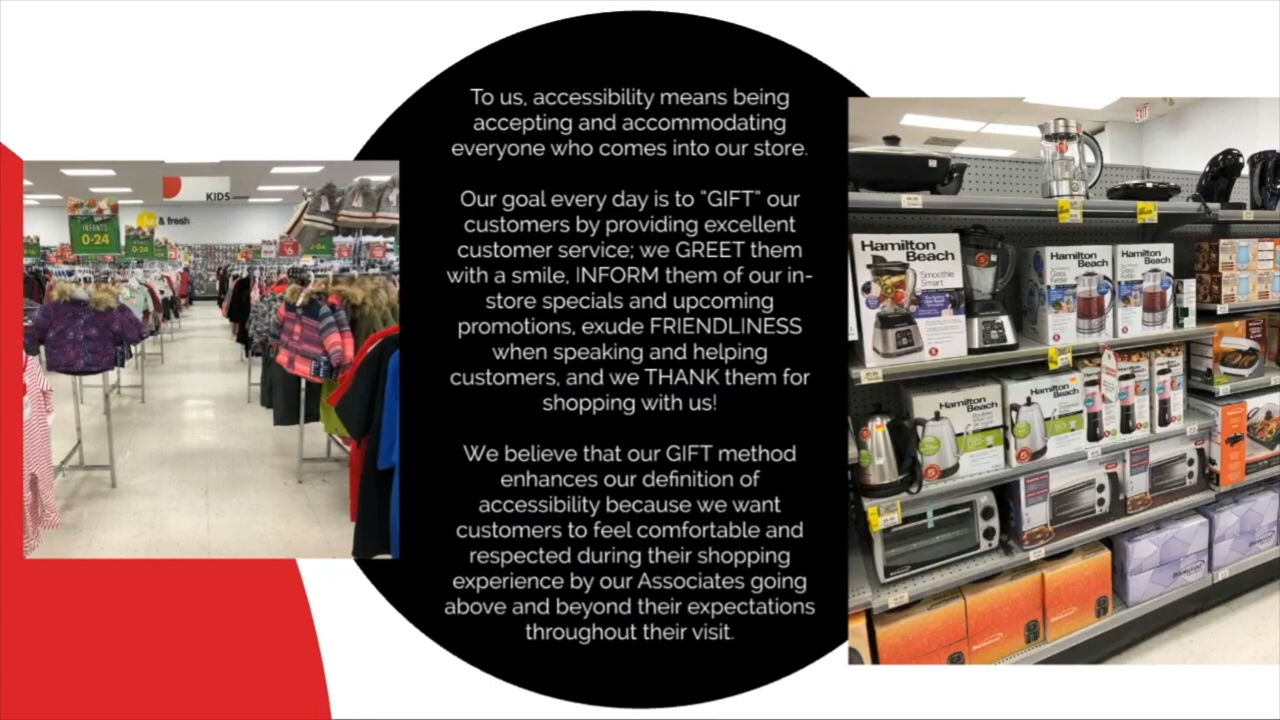 To us, accessibility means being
accepting and accommodating
everyone who comes into our store.
Our goal every day is to "GIFT" our
customers by providing excellent
customer service; we GREET them
with a smile, INFORM them of our in-
store specials and upcoming
promotions, exude FRIENDLINESS
when speaking and helping
customers, and we THANK them for
shopping with us!
We believe that our GIFT method
enhances our definition of
accessibility because we want
customers to feel comfortable and
respected during their shopping
experience by our Associates going
above and beyond their expectations
throughout their visit.
KIDS
& fresh
INFANTS
0-24
EXIT
Hamilton
Beach
Smoothie
Smart
Hamilton
Beach
Hamilton
Beach
Hamilton
Beach
Hamilton
Beach